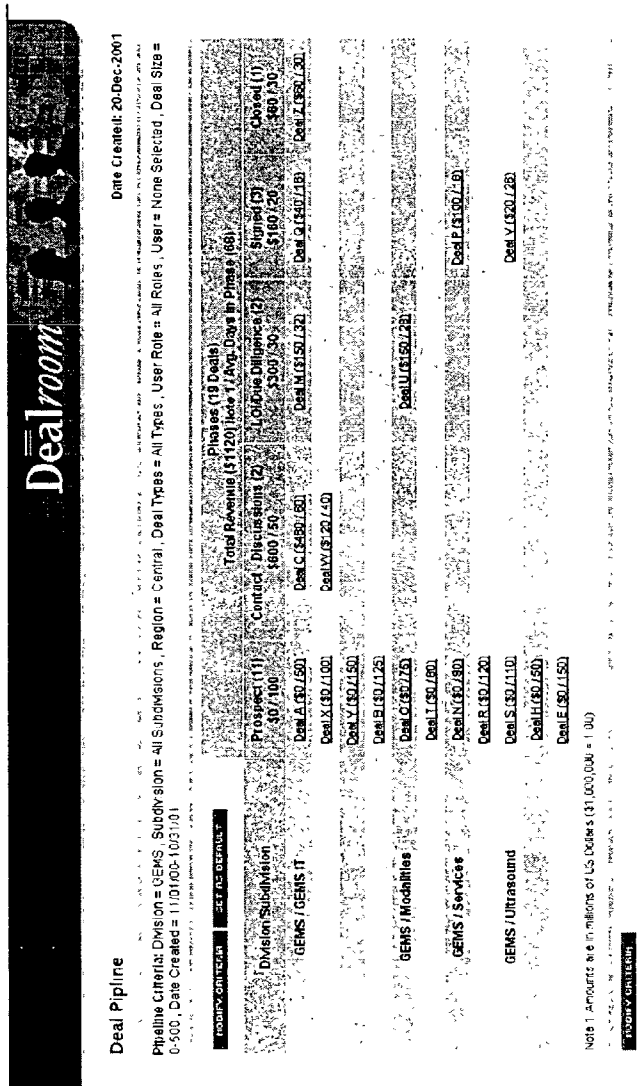 Dealroom
Deal Pipline
Date Created: 20-Dec-2001
Pipeline Criteria: Division = GEMS , Subdivision = All Subdivisions , Region = Central , Deal Types = All Types , User Role = All Roles , User = None Selected , Deal Size =
0-500 , Date Created = 11/01/00-10/31/01
MODIFY CRITERIA SET AS DEFAULT
Phases (19 Deals)
Total Revenue ($1120) Note 1 / Avg. Days in Phase (68)
Division/Subdivision Prospect (11) Contact - Discussions (2) LOI/Due Diligence (2) Signed (3) Closed (1)
$0 / 100 $600 / 50 $300 / 30 $160 / 20 $60 / 30
GEMS / GEMS IT Deal A ($0 / 50) Deal C ($480 / 60) Deal M ($150 / 32) Deal Q ($40 / 16) Deal Z ($60 / 30)
Deal X ($0 / 100) Deal W ($120 / 40)
Deal Y ($0 / 150)
Deal B ($0 / 125)
GEMS / Modalities Deal O ($0 / 75) Deal U ($150 / 28)
Deal T ($0 / 80)
GEMS / Services Deal N ($0 / 90) Deal P ($100 / 18)
Deal R ($0 / 120)
GEMS / Ultrasound Deal S ($0 / 110) Deal V ($20 / 26)
Deal H ($0 / 50)
Deal E ($0 / 150)
Note 1 Amounts are in millions of US Dollars ($1,000,000 = 1.00)
MODIFY CRITERIA